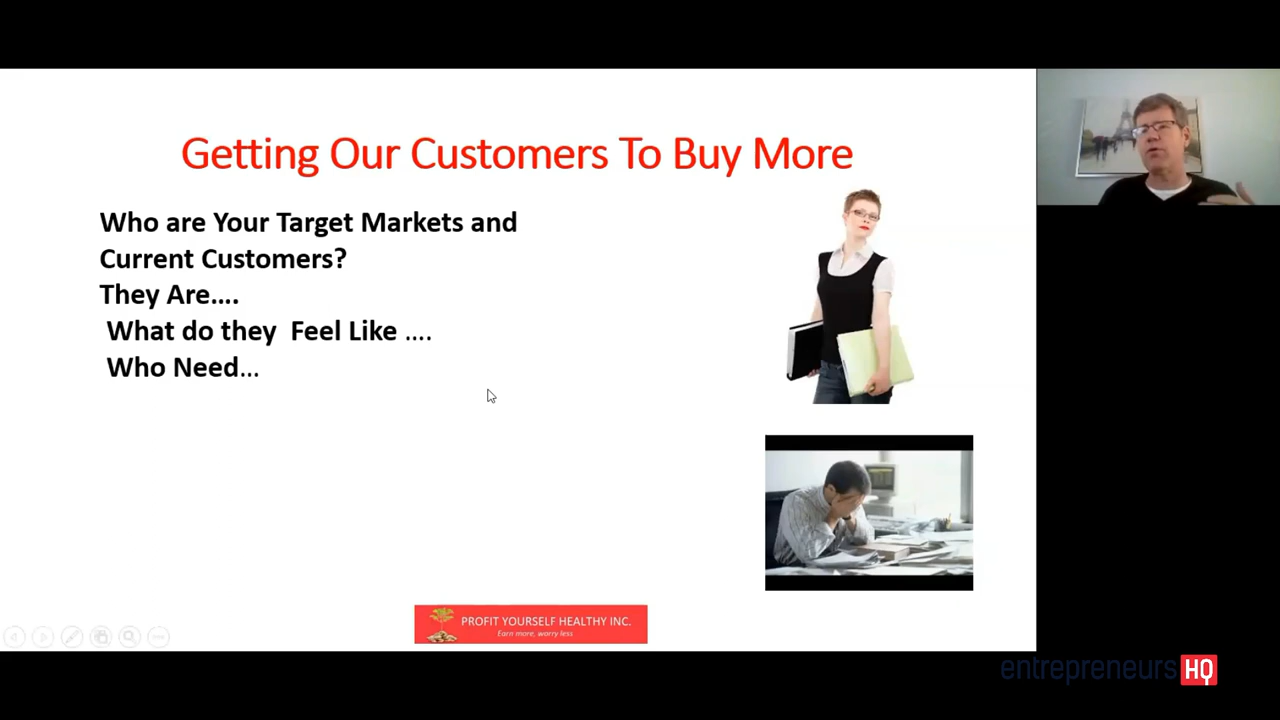 Getting Our Customers To Buy More
Who are Your Target Markets and
Current Customers?
They Are....
What do they  Feel Like ....
Who Need...
PROFIT YOURSELF HEALTHY INC.
Earn more, worry less
entrepreneurs HQ